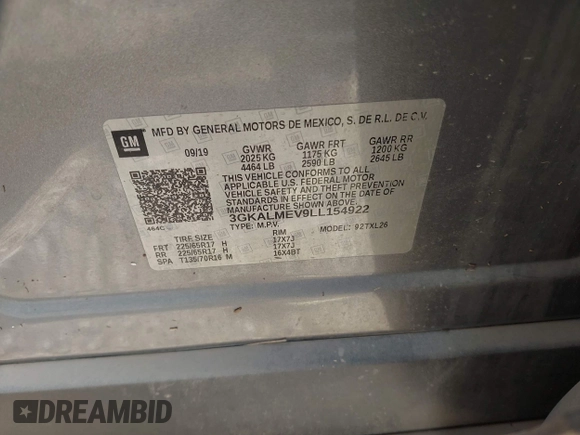 GM
MFD BY GENERAL MOTORS DE MEXICO, S. DE R.L. DE C.V.
09/19 GVWR GAWR FRT GAWR RR
2025 KG 1175 KG 1200 KG
4464 LB 2590 LB 2645 LB
THIS VEHICLE CONFORMS TO ALL
APPLICABLE U.S. FEDERAL MOTOR
VEHICLE SAFETY AND THEFT PREVENTION
STANDARDS IN EFFECT ON THE DATE OF
MANUFACTURE SHOWN ABOVE.
3GKALMEV9LL154922
464C TYPE: M.P.V. MODEL: 92TXL26
TIRE SIZE RIM
FRT 225/65R17 H 17X7J
RR 225/65R17 H 17X7J
SPA T135/70R16 M 16X4BT
DREAMBID